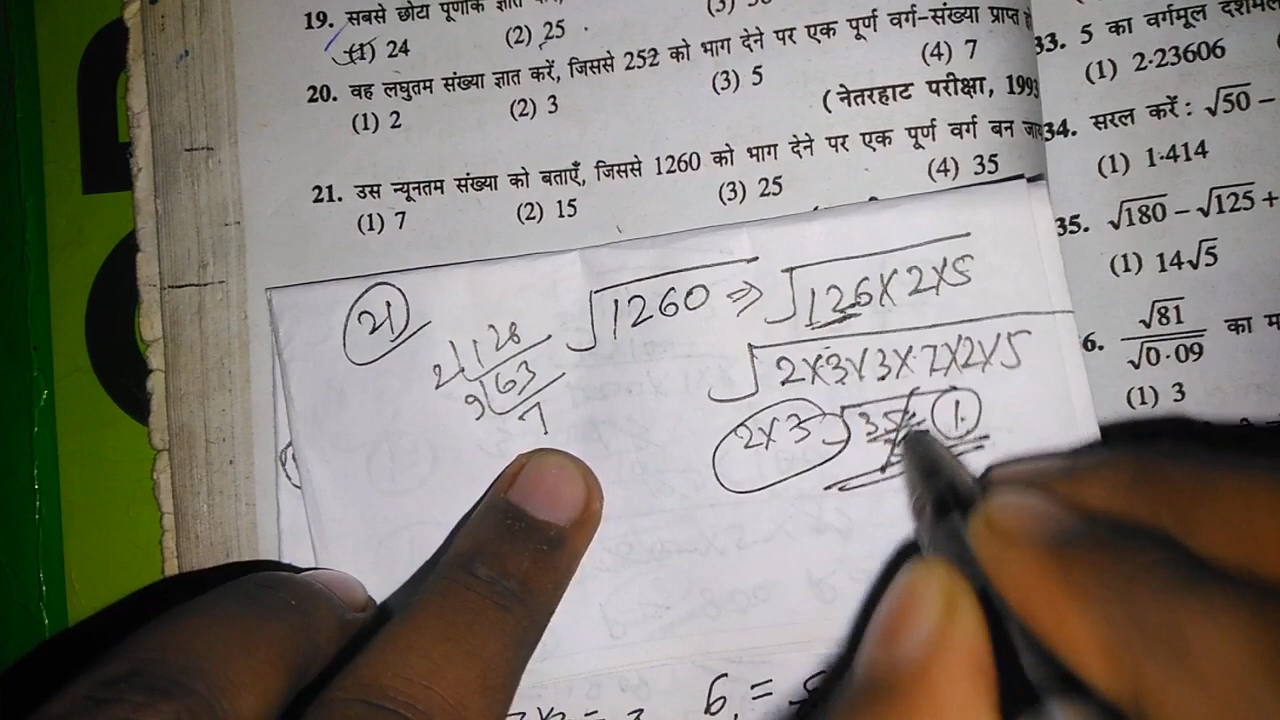 19. सबसे छोटा पूर्णांक ज्ञात
(1) 24 (2) 25
20. वह लघुतम संख्या ज्ञात करें, जिससे 252 को भाग देने पर एक पूर्ण वर्ग-संख्या प्राप्त
(1) 2 (2) 3 (3) 5 (4) 7
(नेतरहाट परीक्षा, 1993
21. उस न्यूनतम संख्या को बताएँ, जिससे 1260 को भाग देने पर एक पूर्ण वर्ग बन जाए
(1) 7 (2) 15 (3) 25 (4) 35
33. 5 का वर्गमूल दशमल
(1) 2·23606
34. सरल करें : √50 −
(1) 1·414
35. √180 − √125 +
(1) 14√5
6. √81/√0·09 का म
(1) 3
21
√1260 ⇒ √126×2×5
2 126
9 63
7
√2×3×3×7×2×5
2×3 √35 1
6 =